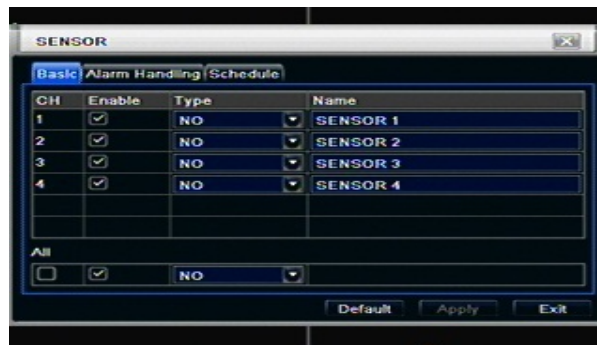 SENSOR
Basic Alarm Handling Schedule
CH Enable Type Name
1 NO SENSOR 1
2 NO SENSOR 2
3 NO SENSOR 3
4 NO SENSOR 4
All
NO
Default Apply Exit